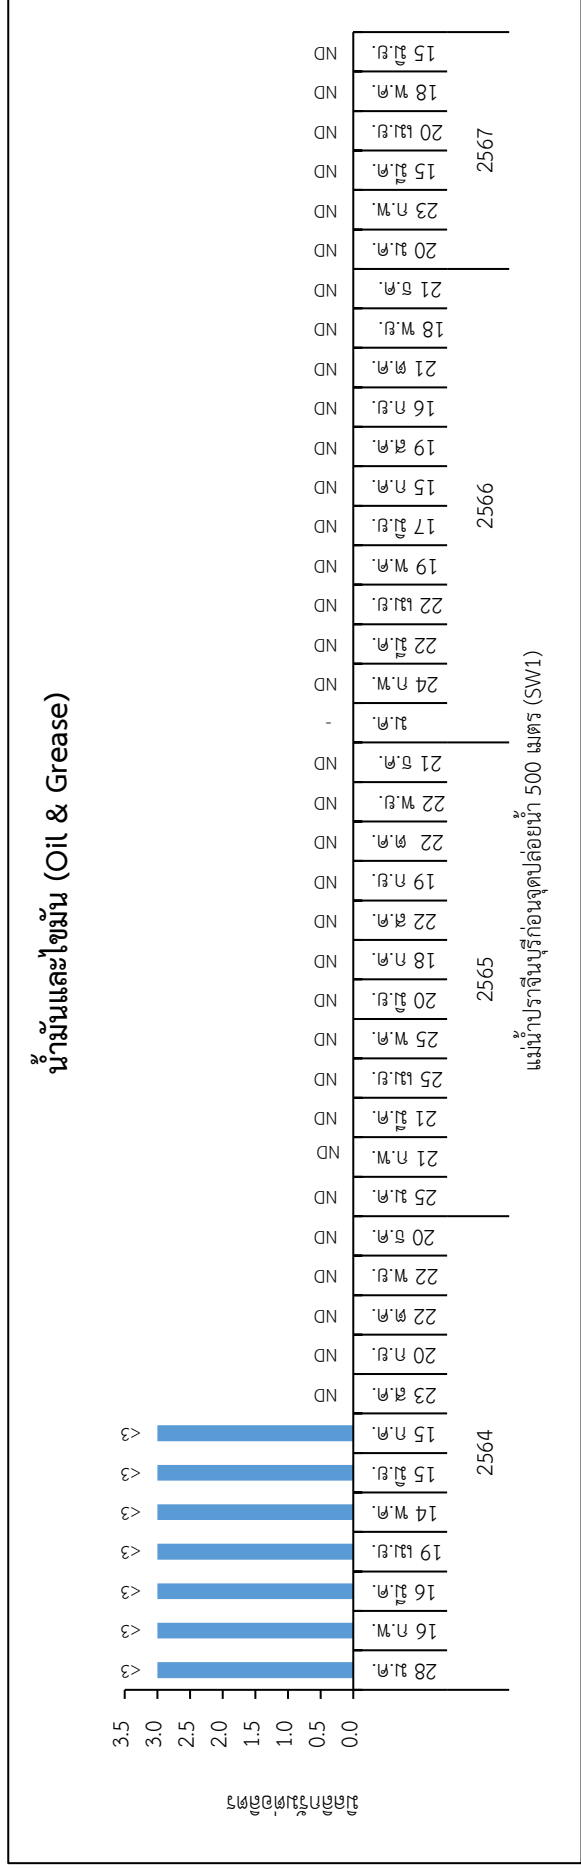 น้ำมันและไขมัน (Oil & Grease)
มิลลิกรัมต่อลิตร
3.5
3.0
2.5
2.0
1.5
1.0
0.5
0.0
<3 <3 <3 <3 <3 <3 <3 ND ND ND ND ND ND ND ND ND ND ND ND ND ND ND ND ND - ND ND ND ND ND ND ND ND ND ND ND ND ND ND ND ND ND
28 ม.ค. 16 ก.พ. 16 มี.ค. 19 เม.ย. 14 พ.ค. 15 มิ.ย. 15 ก.ค. 23 ส.ค. 20 ก.ย. 22 ต.ค. 22 พ.ย. 20 ธ.ค. 25 ม.ค. 21 ก.พ. 21 มี.ค. 25 เม.ย. 25 พ.ค. 20 มิ.ย. 18 ก.ค. 22 ส.ค. 19 ก.ย. 22 ต.ค. 22 พ.ย. 21 ธ.ค. ม.ค. 24 ก.พ. 22 มี.ค. 22 เม.ย. 19 พ.ค. 17 มิ.ย. 15 ก.ค. 19 ส.ค. 16 ก.ย. 21 ต.ค. 18 พ.ย. 21 ธ.ค. 20 ม.ค. 23 ก.พ. 15 มี.ค. 20 เม.ย. 18 พ.ค. 15 มิ.ย.
2564 2565 2566 2567
แม่น้ำปราจีนบุรีก่อนจุดปล่อยน้ำ 500 เมตร (SW1)